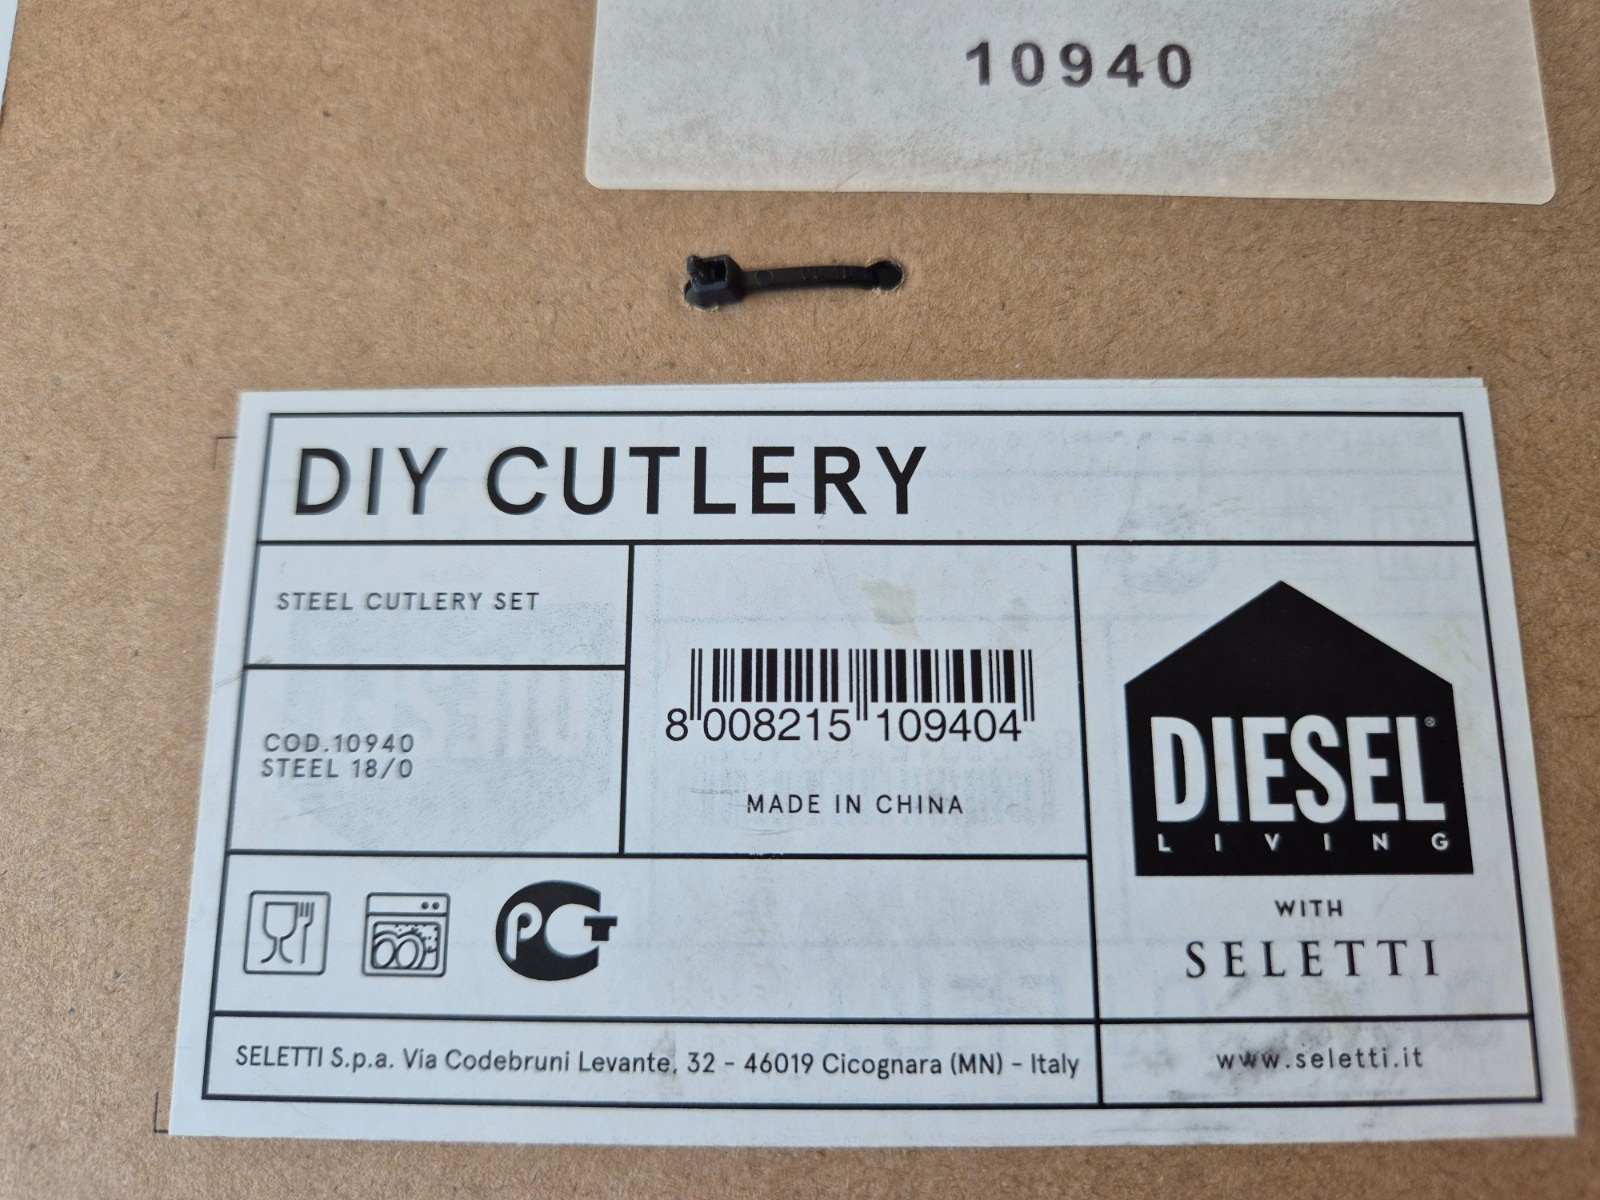 10940
DIY CUTLERY
STEEL CUTLERY SET
COD.10940
STEEL 18/0
8 008215 109404
MADE IN CHINA
DIESEL®
LIVING
WITH
SELETTI
РСТ
SELETTI S.p.a. Via Codebruni Levante, 32 - 46019 Cicognara (MN) - Italy
www.seletti.it